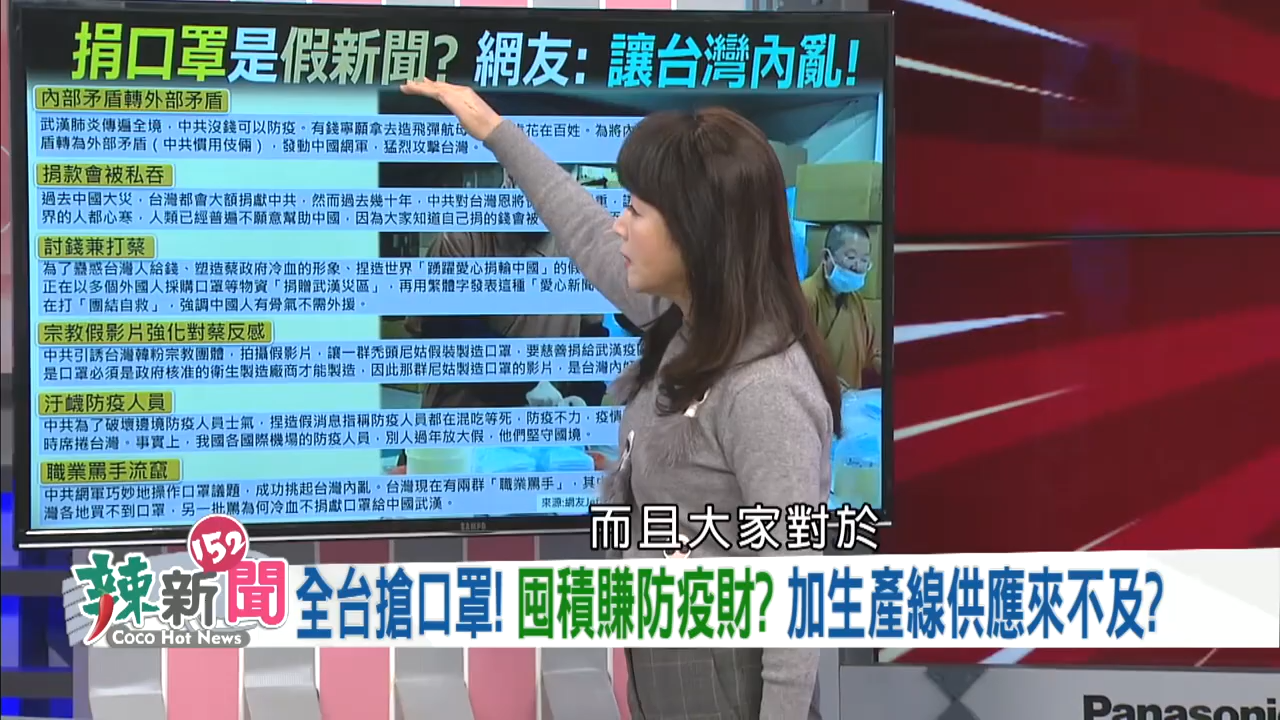 捐口罩是假新聞? 網友: 讓台灣內亂!
內部矛盾轉外部矛盾
武漢肺炎傳遍全境，中共沒錢可以防疫。有錢寧願拿去造飛彈航母 花在百姓。為將內
盾轉為外部矛盾（中共慣用伎倆），發動中國網軍，猛烈攻擊台灣。
捐款會被私吞
過去中國大災，台灣都會大額捐獻中共，然而過去幾十年，中共對台灣恩將
界的人都心寒，人類已經普遍不願意幫助中國，因為大家知道自己捐的錢會被
討錢兼打蔡
為了蠱惑台灣人給錢、塑造蔡政府冷血的形象、捏造世界「踴躍愛心捐輸中國」的假
正在以多個外國人採購口罩等物資「捐贈武漢災區」，再用繁體字發表這種「愛心新聞
在打「團結自救」，強調中國人有骨氣不需外援。
宗教假影片強化對蔡反感
中共引誘台灣韓粉宗教團體，拍攝假影片，讓一群禿頭尼姑假裝製造口罩，要慈善捐給武漢疫區
是口罩必須是政府核准的衛生製造廠商才能製造，因此那群尼姑製造口罩的影片，是台灣內
汙衊防疫人員
中共為了破壞邊境防疫人員士氣，捏造假消息指稱防疫人員都在混吃等死，防疫不力，疫情
時席捲台灣。事實上，我國各國際機場的防疫人員，別人過年放大假，他們堅守國境。
職業罵手流竄
中共網軍巧妙地操作口罩議題，成功挑起台灣內亂。台灣現在有兩群「職業罵手」，其
灣各地買不到口罩，另一批罵為何冷血不捐獻口罩給中國武漢。
來源:網友
SAMPO
而且大家對於
152
辣新聞
Coco Hot News
全台搶口罩! 囤積賺防疫財? 加生產線供應來不及?
Panasonic